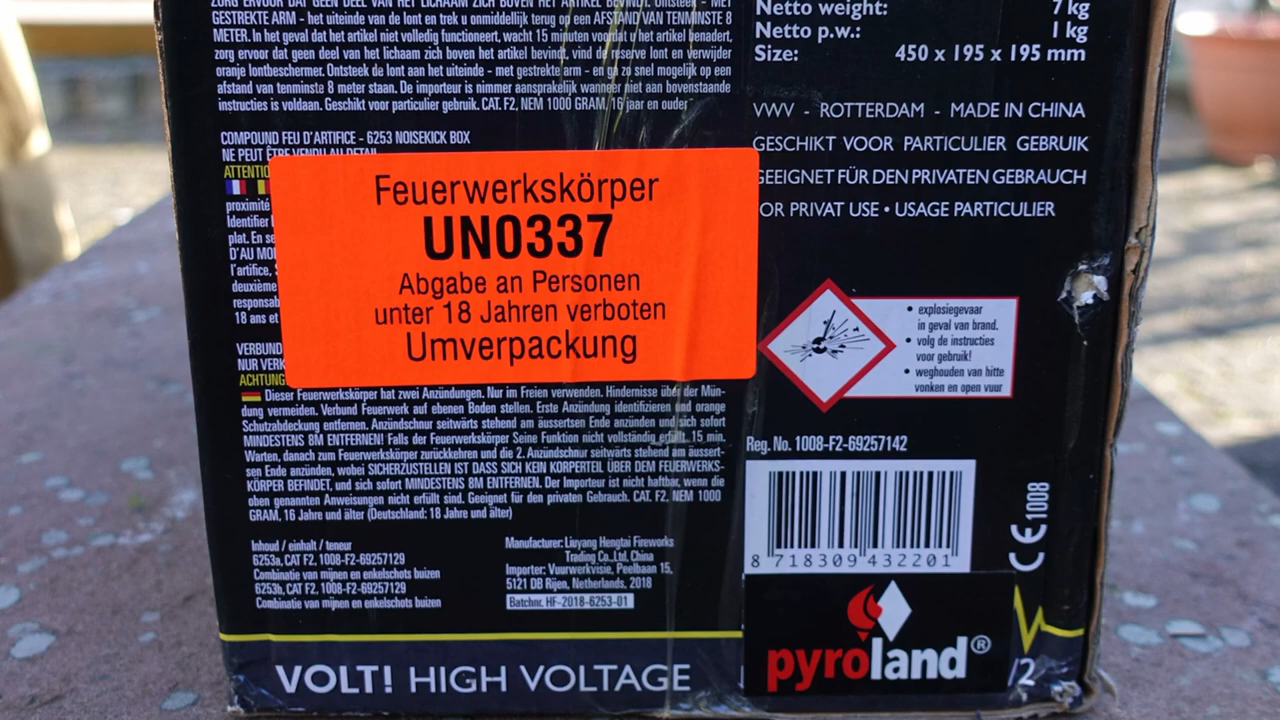 ZORG ERVOOR DAT GEEN DEEL VAN HET LICHAAM ZICH BOVEN HET ARTIKEL BEVINDT. Ontsteek - MET
GESTREKTE ARM - het uiteinde van de lont en trek u onmiddellijk terug op een AFSTAND VAN TENMINSTE 8
METER. In het geval dat het artikel niet volledig functioneert, wacht 15 minuten voordat u het artikel benadert,
zorg ervoor dat geen deel van het lichaam zich boven het artikel bevindt, vind de reserve lont en verwijder
oranje lontbeschermer. Ontsteek de lont aan het uiteinde - met gestrekte arm - en ga zo snel mogelijk op een
afstand van tenminste 8 meter staan. De importeur is nimmer aansprakelijk wanneer niet aan bovenstaande
instructies is voldaan. Geschikt voor particulier gebruik. CAT. F2, NEM 1000 GRAM, 16 jaar en ouder
COMPOUND FEU D'ARTIFICE - 6253 NOISEKICK BOX
NE PEUT ÊTRE VENDU AU DETAIL
ATTENTIO
proximité
Identifier
plat. En se
D'AU MO
l'artifice,
deuxième
responsab
18 ans et
Feuerwerkskörper
UN0337
Abgabe an Personen
unter 18 Jahren verboten
Umverpackung
VERBUND
NUR VERK
ACHTUNG
Dieser Feuerwerkskörper hat zwei Anzündungen. Nur im Freien verwenden. Hindernisse über der Mün-
dung vermeiden. Verbund Feuerwerk auf ebenen Boden stellen. Erste Anzündung identifizieren und orange
Schutzabdeckung entfernen. Anzündschnur seitwärts stehend am äussertsen Ende anzünden und sich sofort
MINDESTENS 8M ENTFERNEN! Falls der Feuerwerkskörper Seine Funktion nicht vollständig erfüllt. 15 min.
Warten, danach zum Feuerwerkskörper zurückkehren und die 2. Anzündschnur seitwärts stehend am äussert-
sen Ende anzünden, wobei SICHERZUSTELLEN IST DASS SICH KEIN KORPERTEIL ÜBER DEM FEUERWERKS-
KÖRPER BEFINDET, und sich sofort MINDESTENS 8M ENTFERNEN. Der Importeur ist nicht haftbar, wenn die
oben genannten Anweisungen nicht erfüllt sind. Geeignet für den privaten Gebrauch. CAT. F2, NEM 1000
GRAM, 16 Jahre und älter (Deutschland: 18 Jahre und älter)
Inhoud / einhalt / teneur
6253a, CAT F2, 1008-F2-69257129
Combinatie van mijnen en enkelschots buizen
6253b, CAT F2, 1008-F2-69257129
Combinatie van mijnen en enkelschots buizen
Manufacturer: Liuyang Hengtai Fireworks
Trading Co.,Ltd, China
Importer: Vuurwerkvisie, Peelbaan 15,
5121 DB Rijen, Netherlands, 2018
Batchnr. HF-2018-6253-01
VOLT! HIGH VOLTAGE
Netto weight: 7 kg
Netto p.w.: 1 kg
Size: 450 x 195 x 195 mm
VWV - ROTTERDAM - MADE IN CHINA
GESCHIKT VOOR PARTICULIER GEBRUIK
GEEIGNET FÜR DEN PRIVATEN GEBRAUCH
OR PRIVAT USE • USAGE PARTICULIER
• explosiegevaar
in geval van brand.
• volg de instructies
voor gebruik!
• weghouden van hitte
vonken en open vuur
Reg. No. 1008-F2-69257142
8 718309 432201
CE 1008
pyroland®
/2